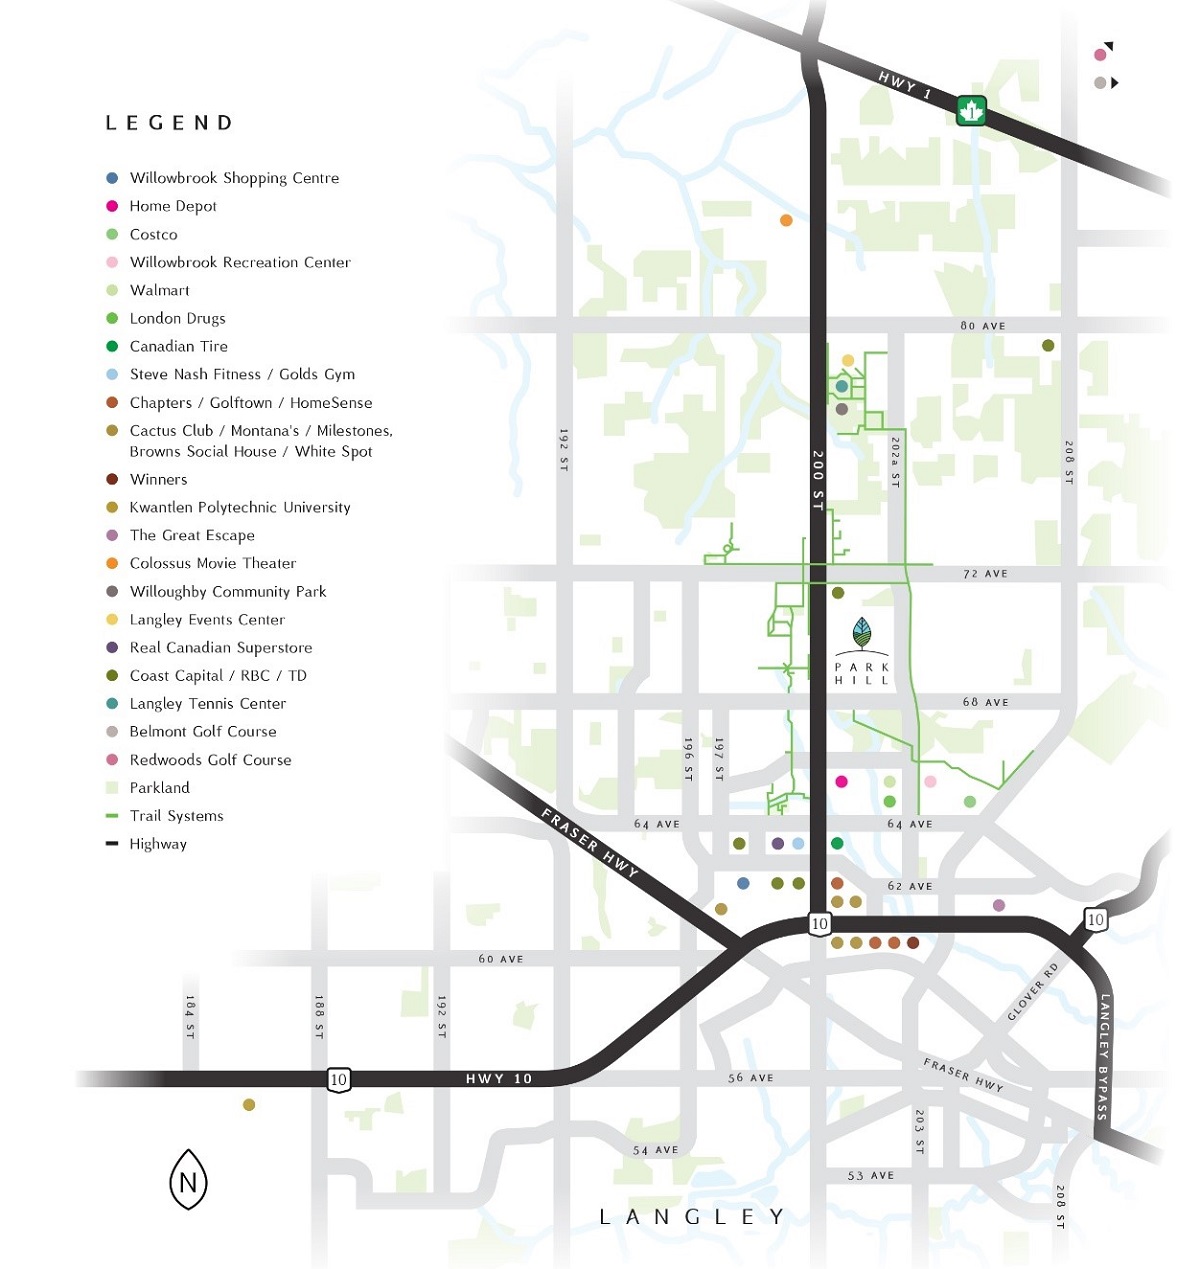 LEGEND
Willowbrook Shopping Centre
Home Depot
Costco
Willowbrook Recreation Center
Walmart
London Drugs
Canadian Tire
Steve Nash Fitness / Golds Gym
Chapters / Golftown / HomeSense
Cactus Club / Montana's / Milestones,
Browns Social House / White Spot
Winners
Kwantlen Polytechnic University
The Great Escape
Colossus Movie Theater
Willoughby Community Park
Langley Events Center
Real Canadian Superstore
Coast Capital / RBC / TD
Langley Tennis Center
Belmont Golf Course
Redwoods Golf Course
Parkland
Trail Systems
Highway
HWY 1
1
80 AVE
192 ST
200 ST
202a ST
208 ST
72 AVE
PARK
HILL
68 AVE
196 ST
197 ST
FRASER HWY
64 AVE
64 AVE
62 AVE
10
10
60 AVE
GLOVER RD
184 ST
188 ST
192 ST
LANGLEY BYPASS
FRASER HWY
10
HWY 10
56 AVE
203 ST
54 AVE
53 AVE
208 ST
N
LANGLEY